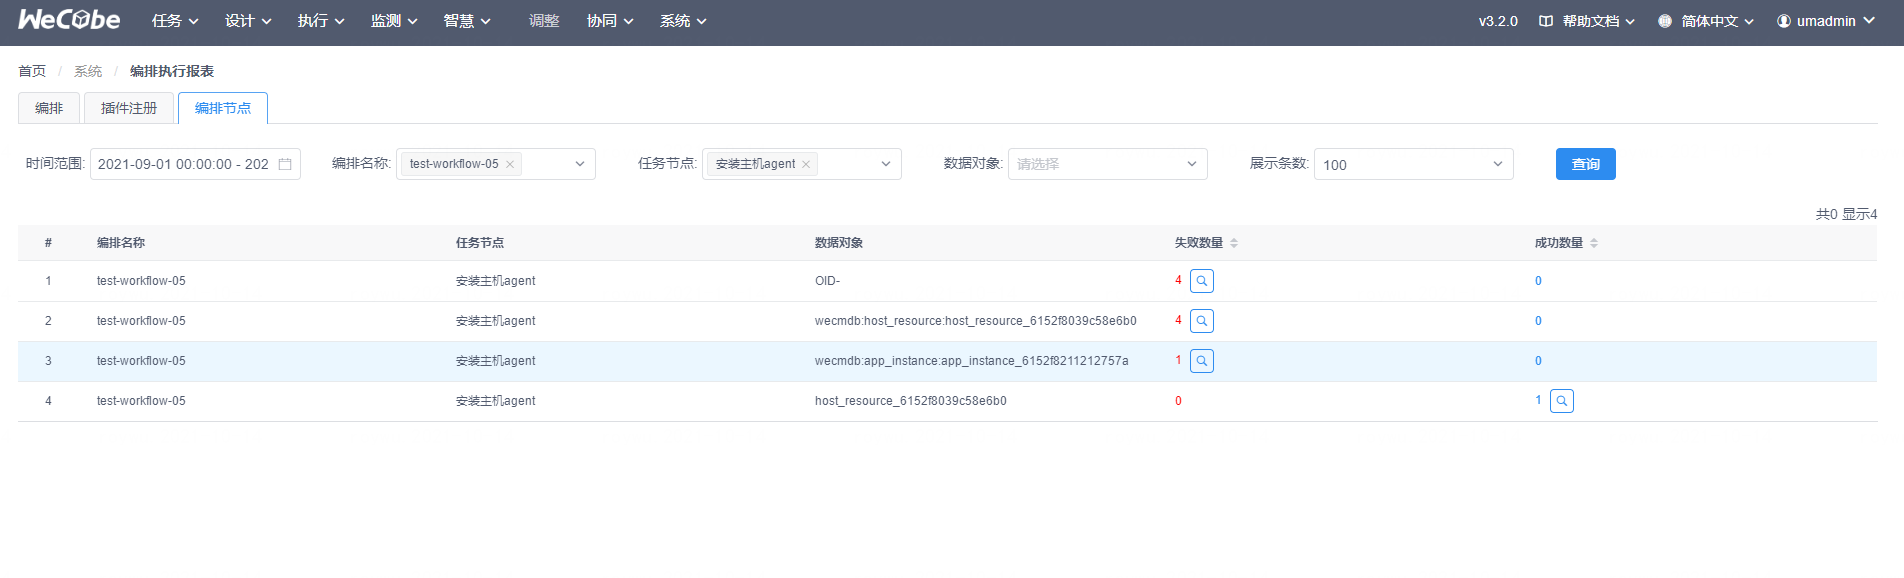 WeCube 任务 设计 执行 监测 智慧 调整 协同 系统 v3.2.0 帮助文档 简体中文 umadmin
首页 / 系统 / 编排执行报表
编排 插件注册 编排节点
时间范围: 2021-09-01 00:00:00 - 202 编排名称: test-workflow-05 任务节点: 安装主机agent 数据对象: 请选择 展示条数: 100 查询
共0 显示4
# 编排名称 任务节点 数据对象 失败数量 成功数量
1 test-workflow-05 安装主机agent OID- 4 0
2 test-workflow-05 安装主机agent wecmdb:host_resource:host_resource_6152f8039c58e6b0 4 0
3 test-workflow-05 安装主机agent wecmdb:app_instance:app_instance_6152f8211212757a 1 0
4 test-workflow-05 安装主机agent host_resource_6152f8039c58e6b0 0 1